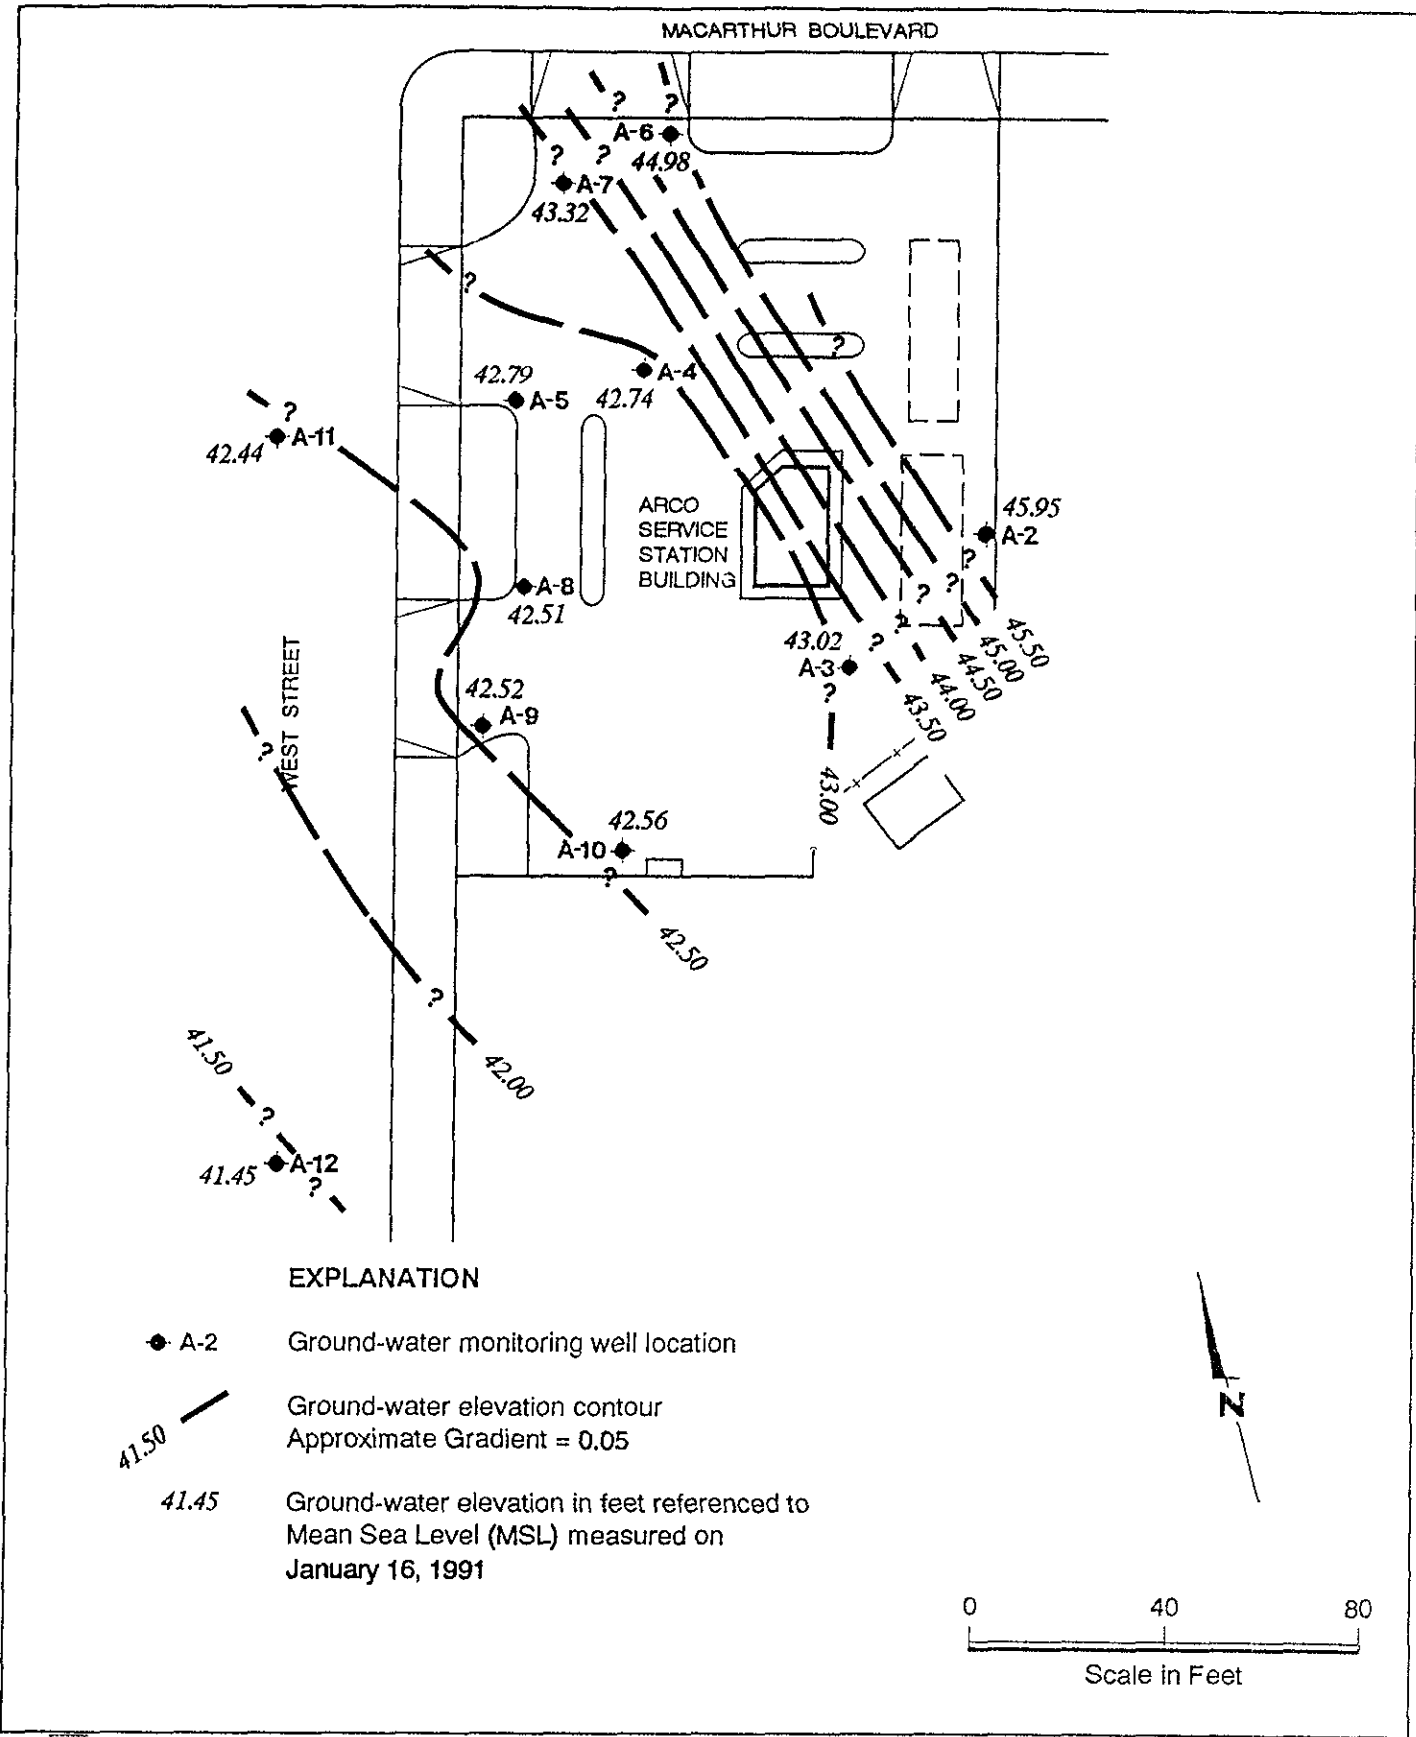 MACARTHUR BOULEVARD
?
?
A-6
44.98
?
?
A-7
43.32
?
?
42.79
A-5
A-4
42.74
?
A-11
42.44
ARCO
SERVICE
STATION
BUILDING
45.95
A-2
?
?
?
A-8
42.51
?
?
43.02
A-3
?
45.50
45.00
44.50
44.00
43.50
43.00
WEST STREET
42.52
A-9
?
42.56
A-10
?
42.50
?
42.00
41.50
?
A-12
41.45
?
EXPLANATION
A-2
Ground-water monitoring well location
41.50
Ground-water elevation contour
Approximate Gradient = 0.05
41.45
Ground-water elevation in feet referenced to
Mean Sea Level (MSL) measured on
January 16, 1991
N
0 40 80
Scale in Feet